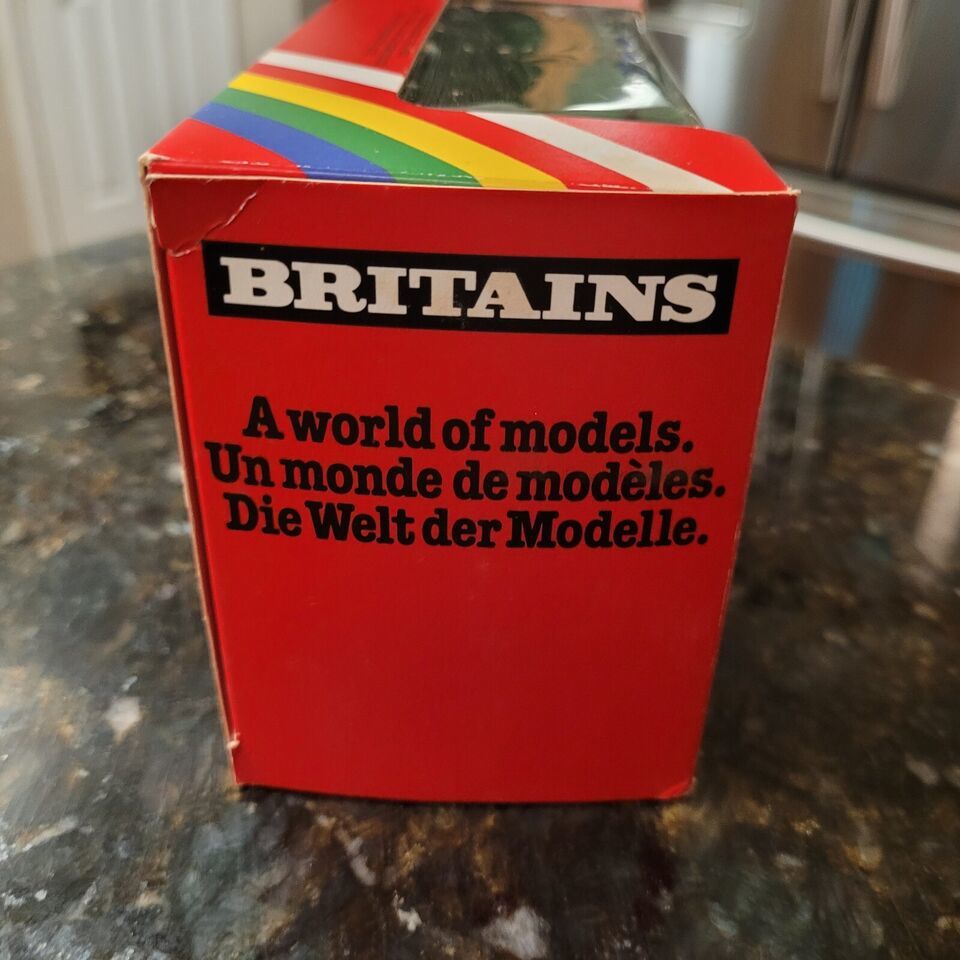 BRITAINS
A world of models.
Un monde de modèles.
Die Welt der Modelle.